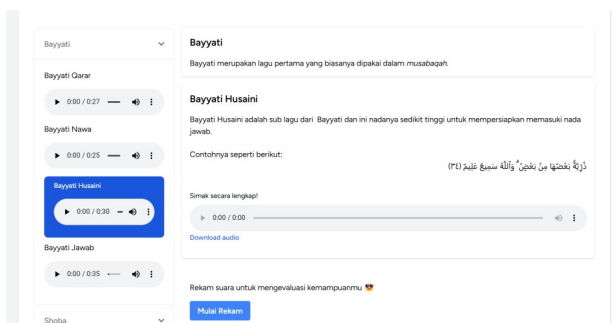 Bayyati
Bayyati Qarar
0:00 / 0:27
Bayyati Nawa
0:00 / 0:25
Bayyati Husaini
0:00 / 0:30
Bayyati Jawab
0:00 / 0:35
Shoba
Bayyati
Bayyati merupakan lagu pertama yang biasanya dipakai dalam musabaqah.
Bayyati Husaini
Bayyati Husaini adalah sub lagu dari Bayyati dan ini nadanya sedikit tinggi untuk mempersiapkan memasuki nada
jawab.
Contohnya seperti berikut:
ذُرِّيَّةًۢ بَعْضُهَا مِنْۢ بَعْضٍۗ وَٱللَّهُ سَمِيعٌ عَلِيمٌ (٣٤)
Simak secara lengkap!
0:00 / 0:00
Download audio
Rekam suara untuk mengevaluasi kemampuanmu 😎
Mulai Rekam